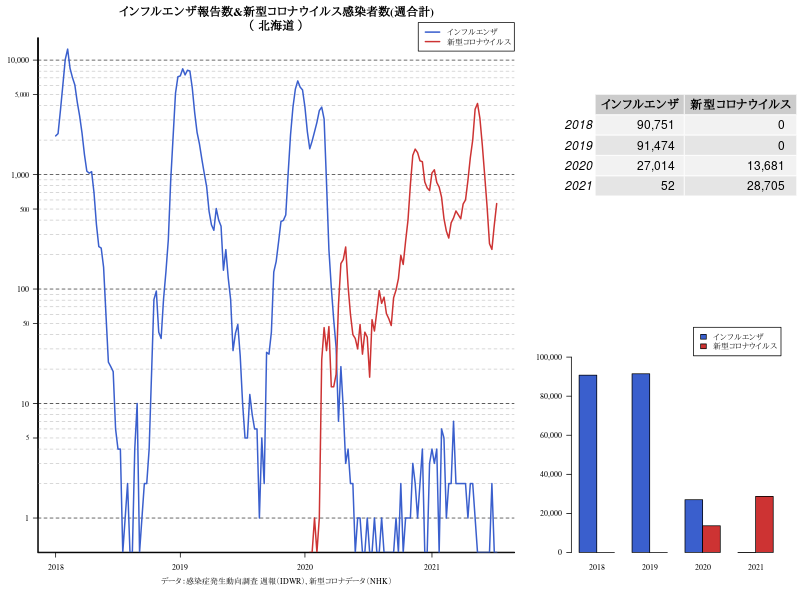 インフルエンザ報告数&新型コロナウイルス感染者数(週合計)
( 北海道 )
インフルエンザ
新型コロナウイルス
10,000
5,000
1,000
500
100
50
10
5
1
2018
2019
2020
2021
データ:感染症発生動向調査 週報(IDWR)、新型コロナデータ(NHK)
インフルエンザ 新型コロナウイルス
2018 90,751 0
2019 91,474 0
2020 27,014 13,681
2021 52 28,705
インフルエンザ
新型コロナウイルス
100,000
80,000
60,000
40,000
20,000
0
2018
2019
2020
2021